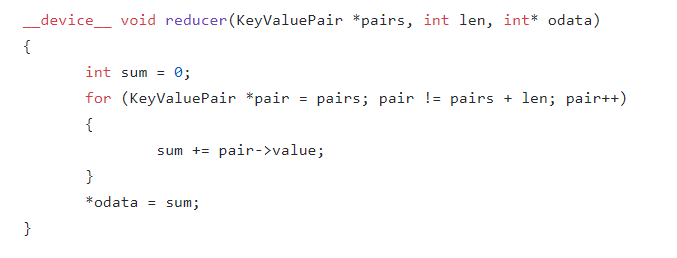 __device__ void reducer(KeyValuePair *pairs, int len, int* odata)
{
int sum = 0;
for (KeyValuePair *pair = pairs; pair != pairs + len; pair++)
{
sum += pair->value;
}
*odata = sum;
}